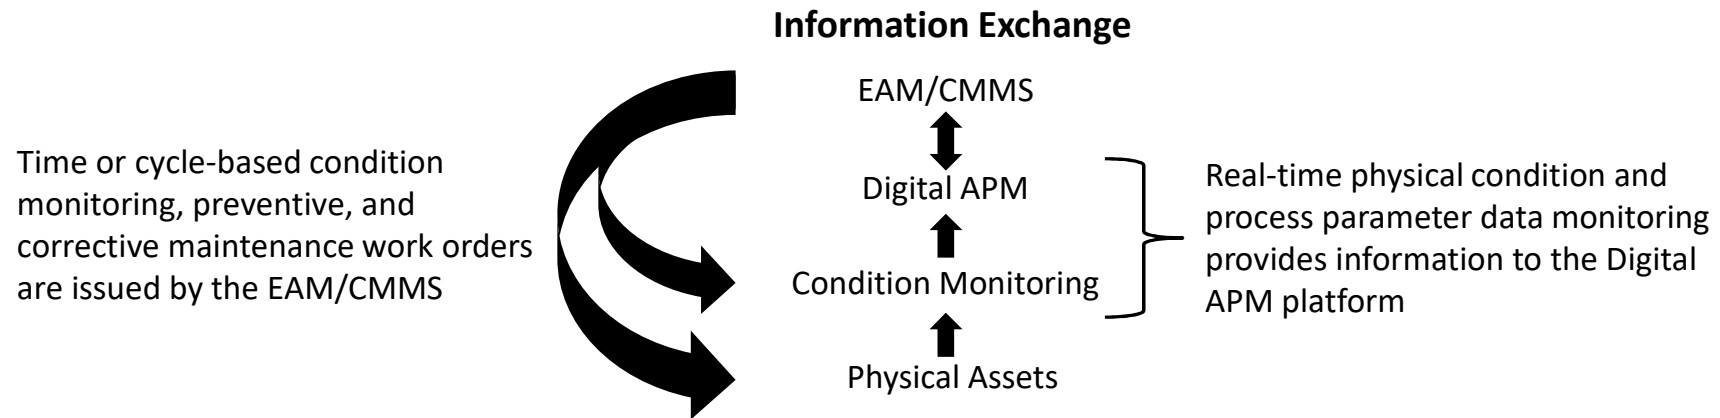 Information Exchange
EAM/CMMS
Digital APM
Condition Monitoring
Physical Assets
Time or cycle-based condition
monitoring, preventive, and
corrective maintenance work orders
are issued by the EAM/CMMS
Real-time physical condition and
process parameter data monitoring
provides information to the Digital
APM platform